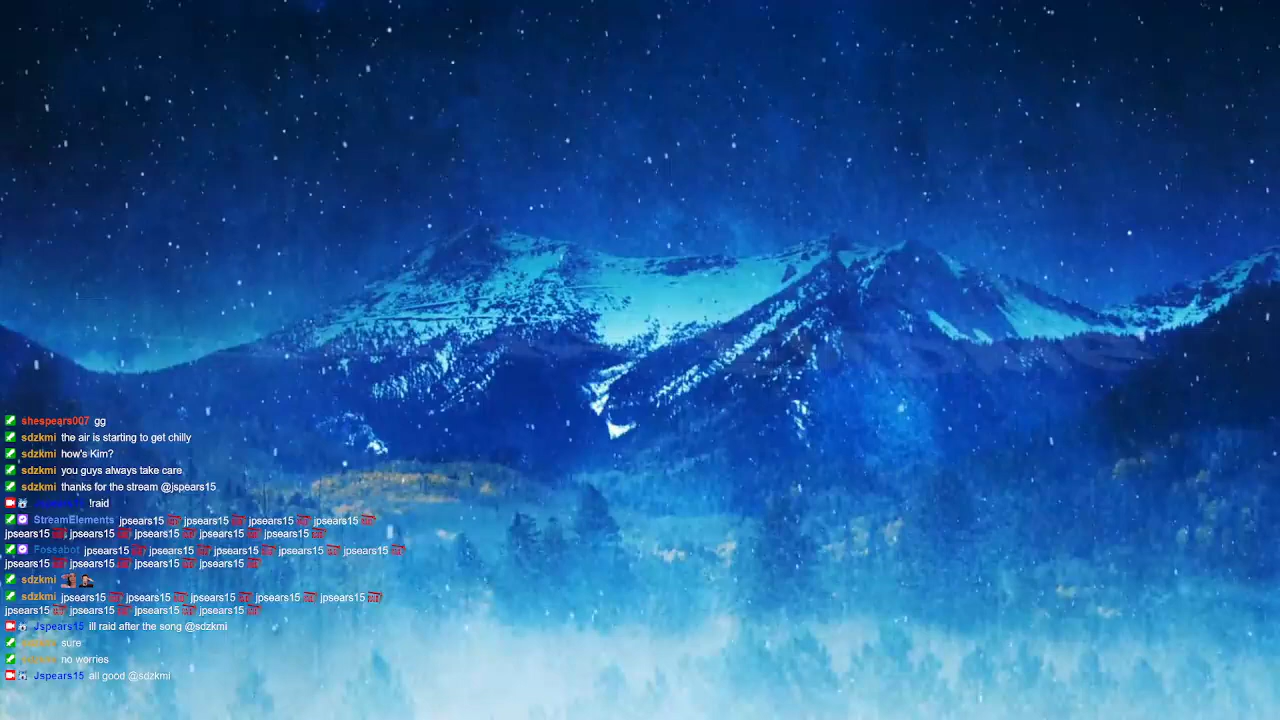 shespears007 gg
sdzkmi the air is starting to get chilly
sdzkmi how's Kim?
sdzkmi you guys always take care
sdzkmi thanks for the stream @jspears15
Jspears15 !raid
StreamElements jpsears15 jpsears15 jpsears15 jpsears15
jpsears15 jpsears15 jpsears15 jpsears15 jpsears15
Fossabot jpsears15 jpsears15 jpsears15 jpsears15 jpsears15
jpsears15 jpsears15 jpsears15 jpsears15
sdzkmi
sdzkmi jpsears15 jpsears15 jpsears15 jpsears15 jpsears15
jpsears15 jpsears15 jpsears15 jpsears15
Jspears15 ill raid after the song @sdzkmi
sdzkmi sure
sdzkmi no worries
Jspears15 all good @sdzkmi